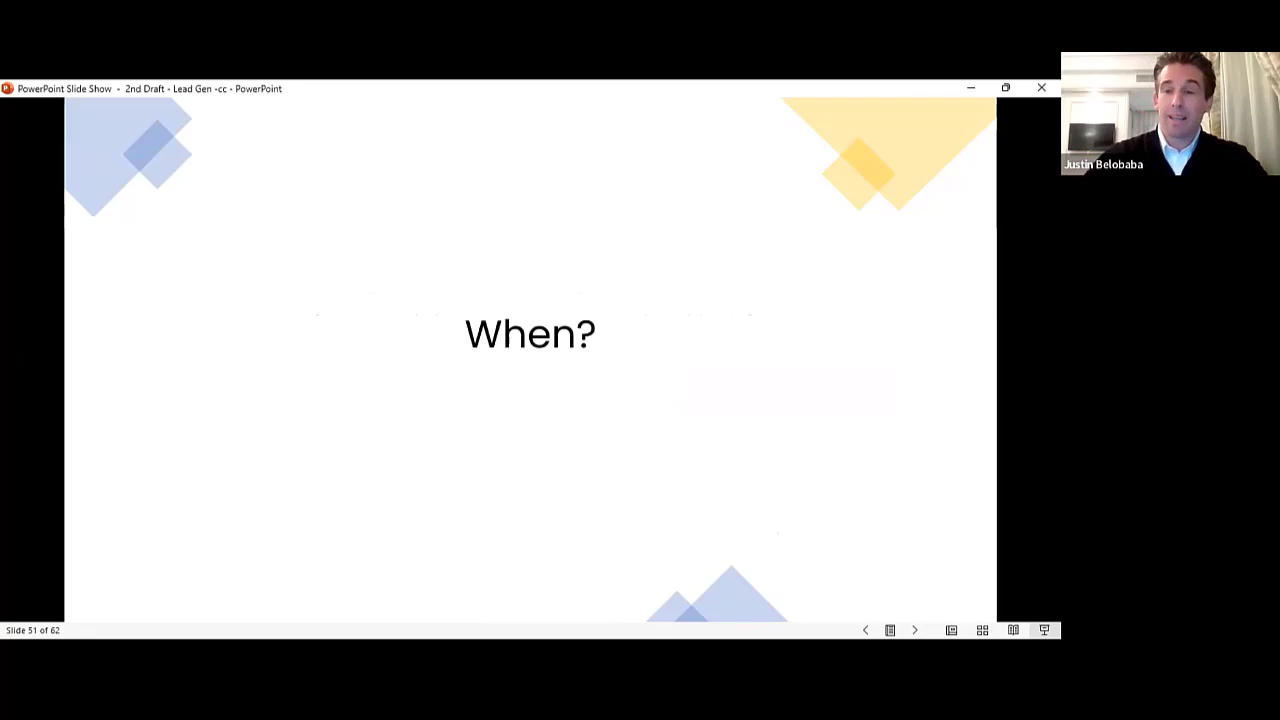 PowerPoint Slide Show - 2nd Draft - Lead Gen -cc - PowerPoint
Justin Belobaba
When?
Slide 51 of 62